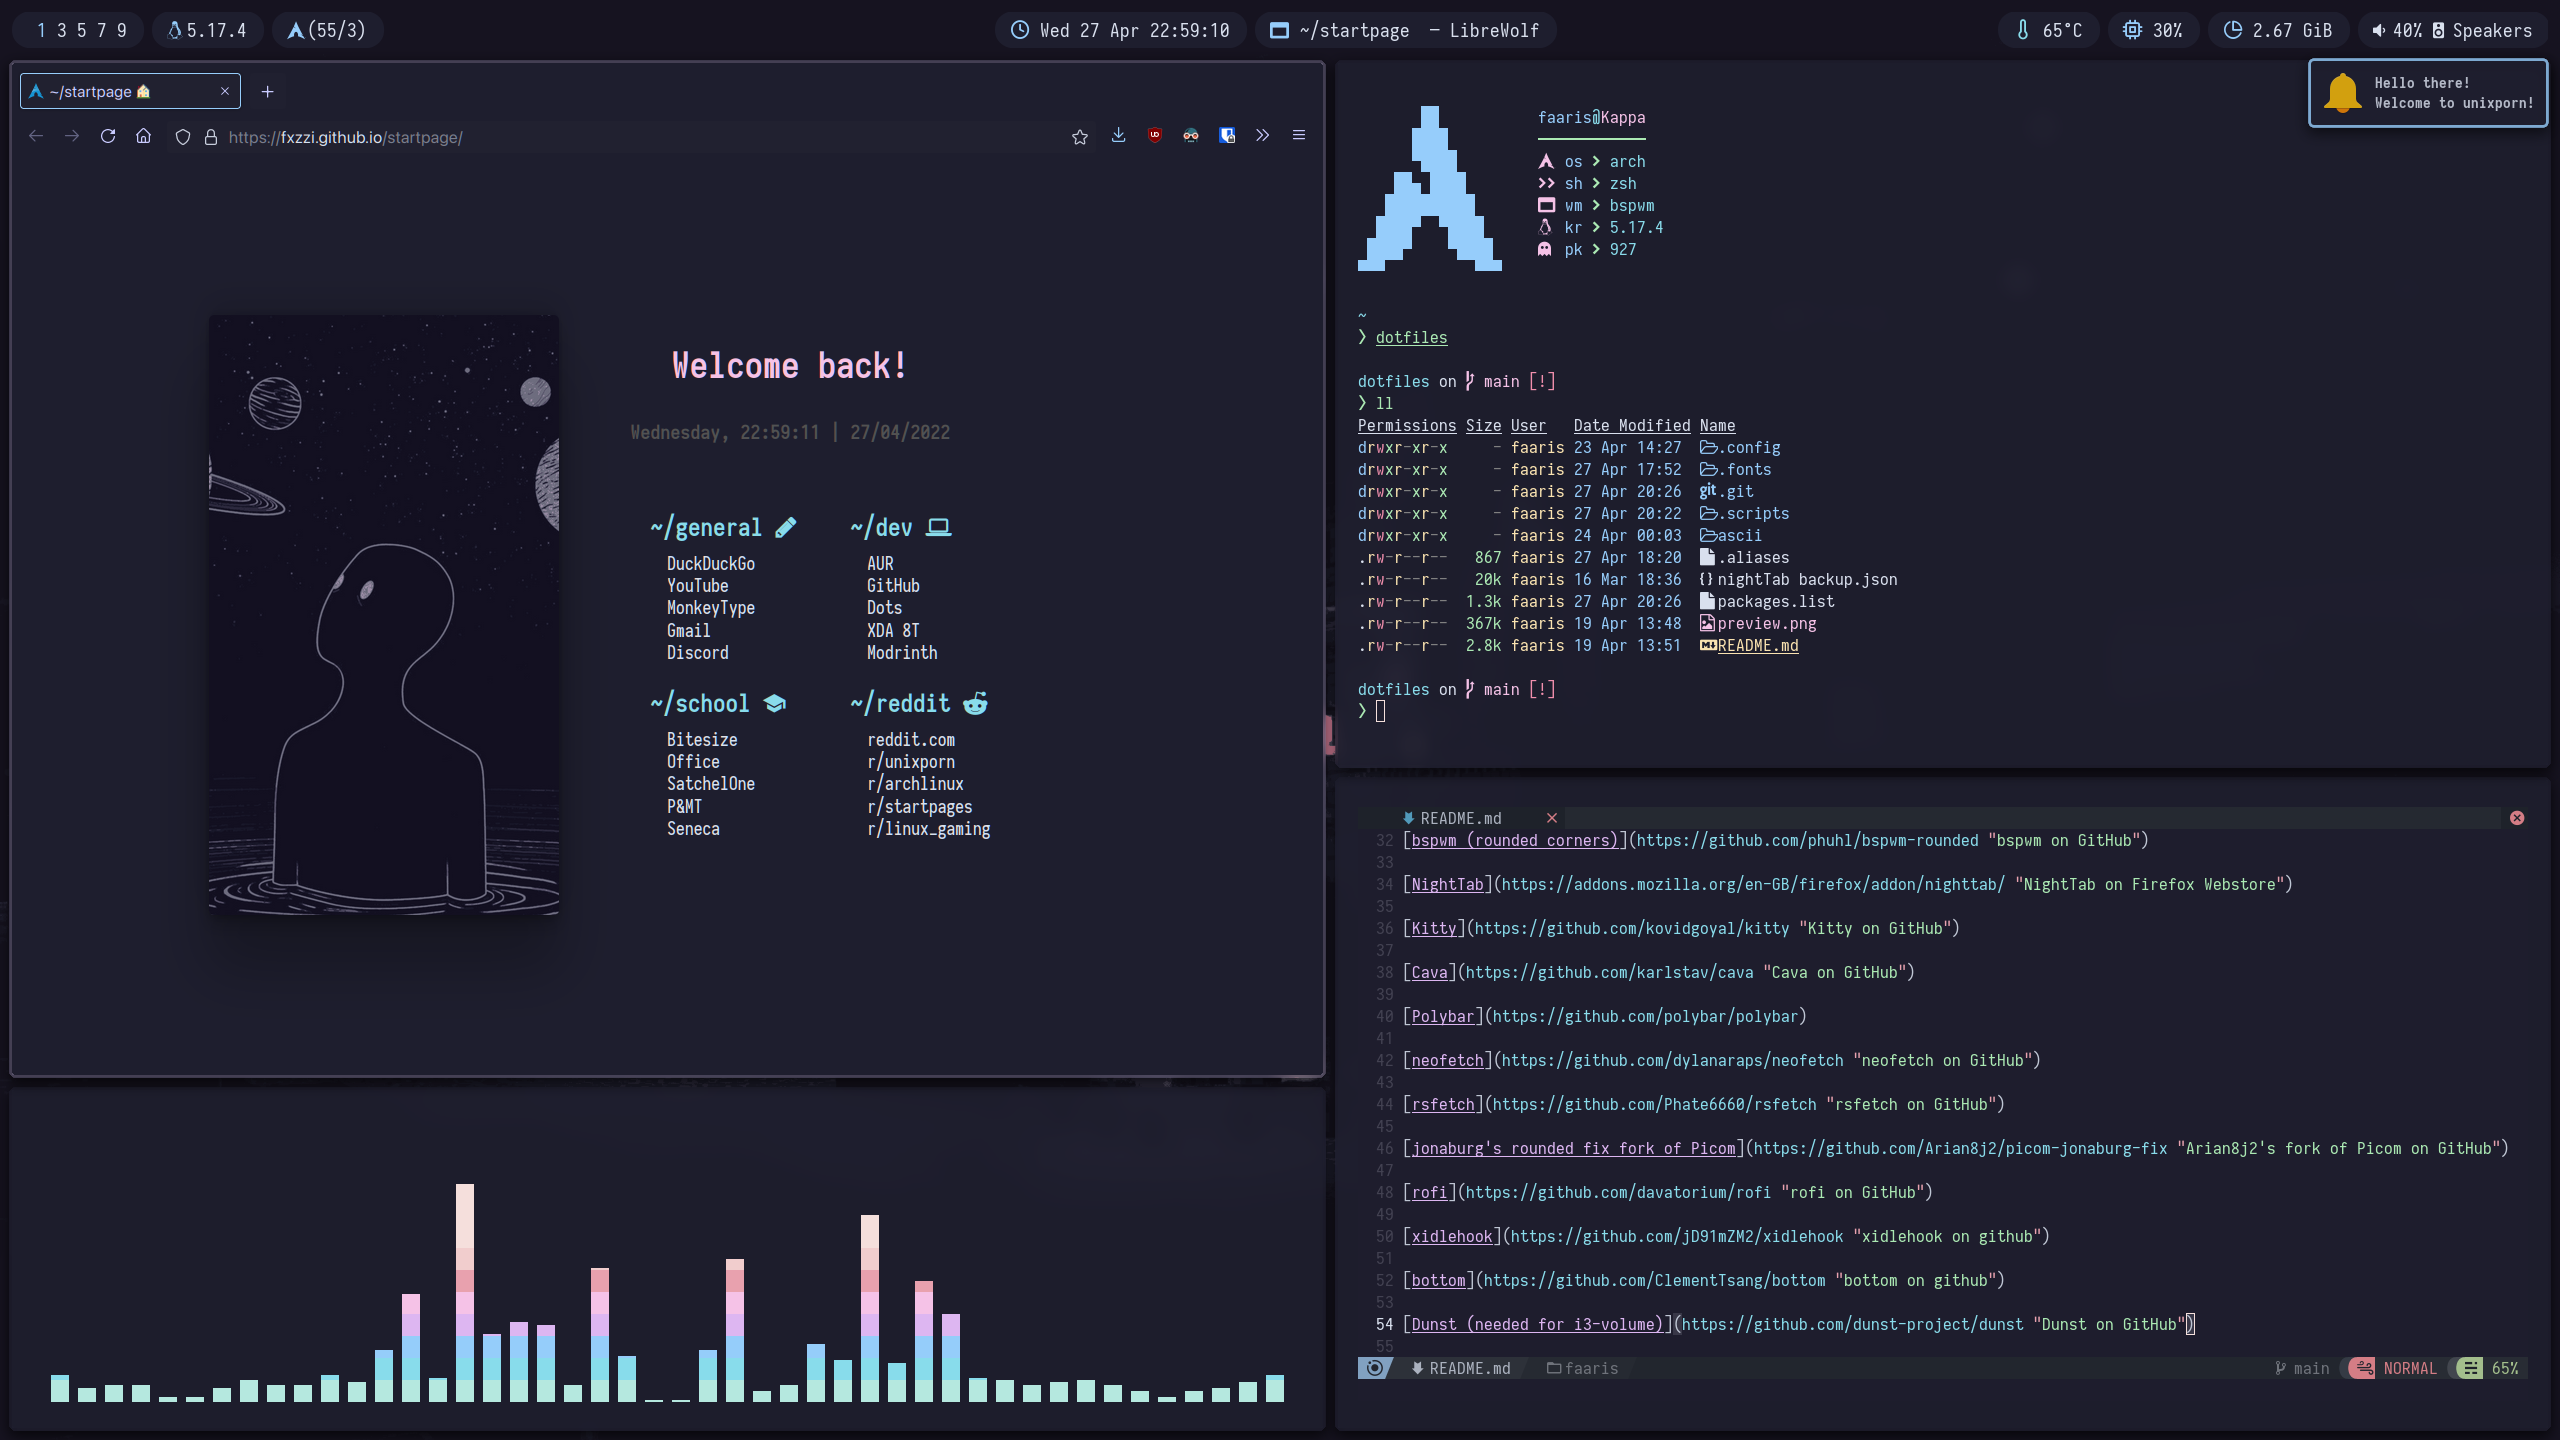 1 3 5 7 9
5.17.4
(55/3)
Wed 27 Apr 22:59:10
~/startpage — LibreWolf
65°C
30%
2.67 GiB
40% Speakers
Hello there!
Welcome to unixporn!
~/startpage
https://fxzzi.github.io/startpage/
Welcome back!
Wednesday, 22:59:11 | 27/04/2022
~/general
DuckDuckGo
YouTube
MonkeyType
Gmail
Discord
~/dev
AUR
GitHub
Dots
XDA 8T
Modrinth
~/school
Bitesize
Office
SatchelOne
P&MT
Seneca
~/reddit
reddit.com
r/unixporn
r/archlinux
r/startpages
r/linux_gaming
faaris@Kappa
os > arch
sh > zsh
wm > bspwm
kr > 5.17.4
pk > 927
~
❯ dotfiles
dotfiles on main [!]
❯ ll
Permissions Size User Date Modified Name
drwxr-xr-x - faaris 23 Apr 14:27 .config
drwxr-xr-x - faaris 27 Apr 17:52 .fonts
drwxr-xr-x - faaris 27 Apr 20:26 git .git
drwxr-xr-x - faaris 27 Apr 20:22 .scripts
drwxr-xr-x - faaris 24 Apr 00:03 ascii
.rw-r--r-- 867 faaris 27 Apr 18:20 .aliases
.rw-r--r-- 20k faaris 16 Mar 18:36 {} nightTab backup.json
.rw-r--r-- 1.3k faaris 27 Apr 20:26 packages.list
.rw-r--r-- 367k faaris 19 Apr 13:48 preview.png
.rw-r--r-- 2.8k faaris 19 Apr 13:51 README.md
dotfiles on main [!]
❯
README.md
32 [bspwm (rounded corners)](https://github.com/phuhl/bspwm-rounded "bspwm on GitHub")
33
34 [NightTab](https://addons.mozilla.org/en-GB/firefox/addon/nighttab/ "NightTab on Firefox Webstore")
35
36 [Kitty](https://github.com/kovidgoyal/kitty "Kitty on GitHub")
37
38 [Cava](https://github.com/karlstav/cava "Cava on GitHub")
39
40 [Polybar](https://github.com/polybar/polybar)
41
42 [neofetch](https://github.com/dylanaraps/neofetch "neofetch on GitHub")
43
44 [rsfetch](https://github.com/Phate6660/rsfetch "rsfetch on GitHub")
45
46 [jonaburg's rounded fix fork of Picom](https://github.com/Arian8j2/picom-jonaburg-fix "Arian8j2's fork of Picom on GitHub")
47
48 [rofi](https://github.com/davatorium/rofi "rofi on GitHub")
49
50 [xidlehook](https://github.com/jD91mZM2/xidlehook "xidlehook on github")
51
52 [bottom](https://github.com/ClementTsang/bottom "bottom on github")
53
54 [Dunst (needed for i3-volume)](https://github.com/dunst-project/dunst "Dunst on GitHub")
55
README.md faaris main NORMAL 65%